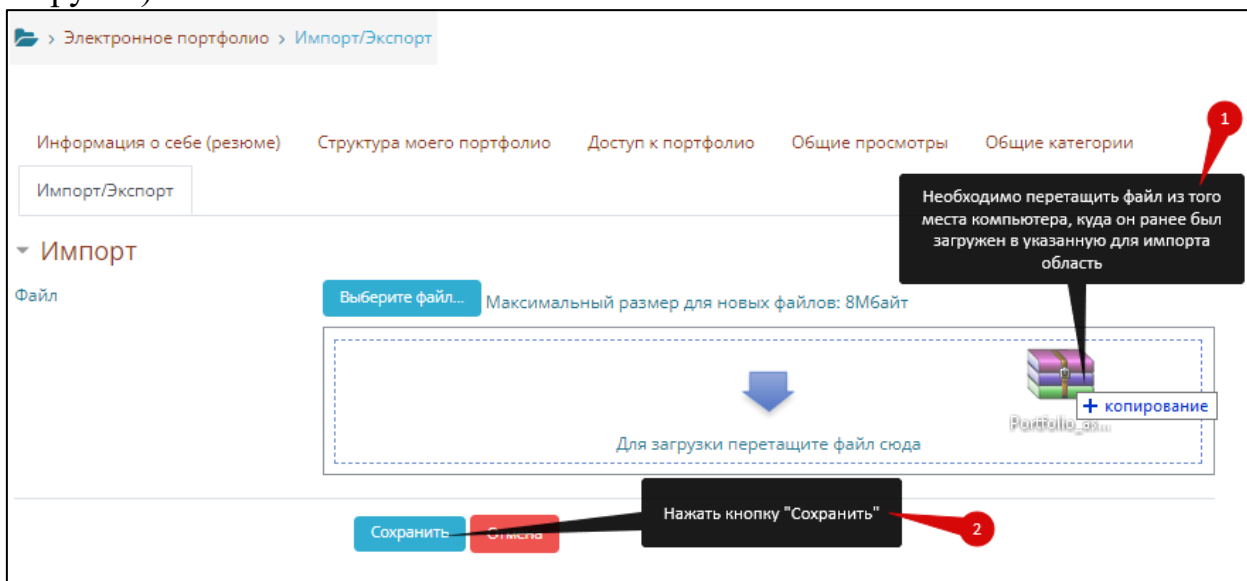 > Электронное портфолио > Импорт/Экспорт
Информация о себе (резюме) Структура моего портфолио Доступ к портфолио Общие просмотры Общие категории
1
Импорт/Экспорт
Необходимо перетащить файл из того
места компьютера, куда он ранее был
загружен в указанную для импорта
область
Импорт
Файл
Выберите файл... Максимальный размер для новых файлов: 8Мбайт
+ копирование
Portfolio_as...
Для загрузки перетащите файл сюда
Нажать кнопку "Сохранить"
2
Сохранить Отмена